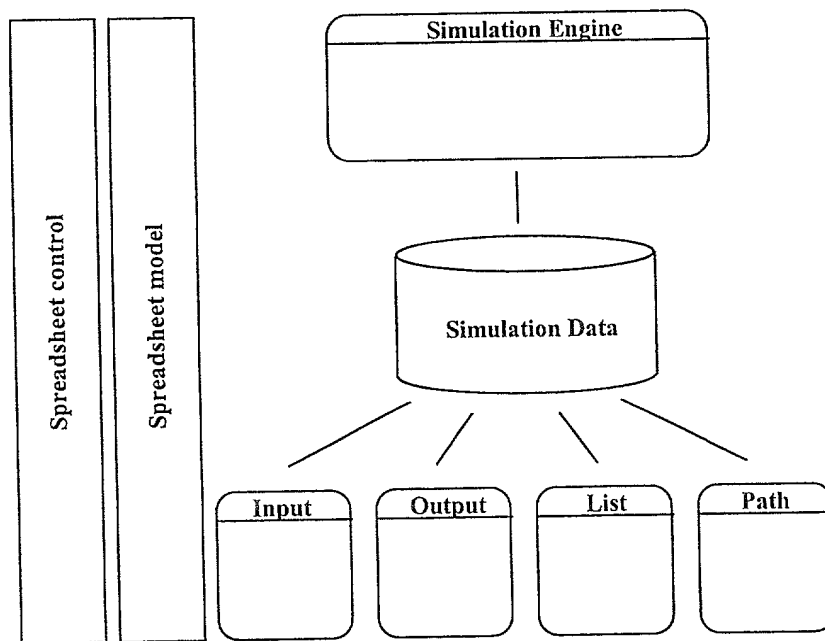 Spreadsheet control
Spreadsheet model
Simulation Engine
Simulation Data
Input
Output
List
Path